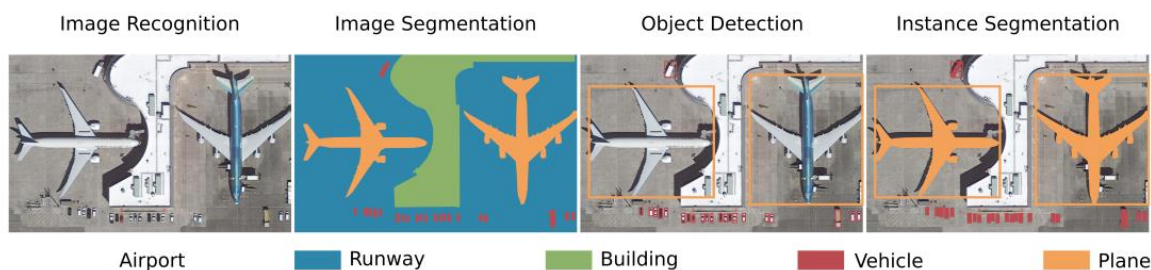 Image Recognition Image Segmentation Object Detection Instance Segmentation
Airport Runway Building Vehicle Plane